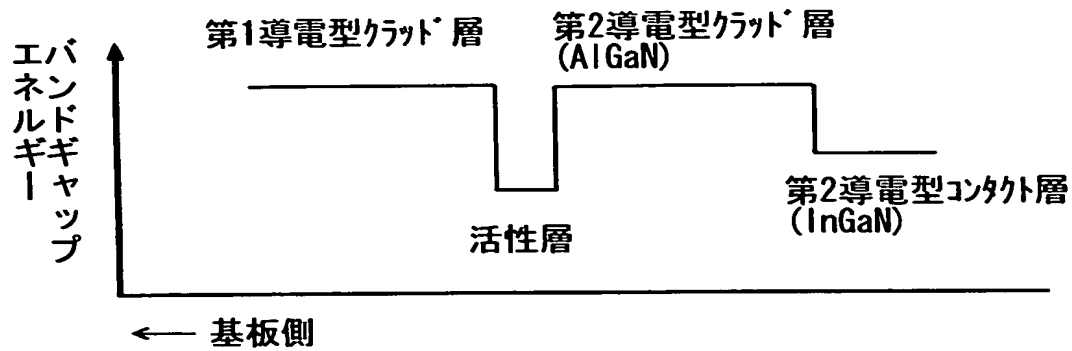 バンドギャップ
エネルギー
第1導電型ｸﾗｯﾄﾞ層
第2導電型ｸﾗｯﾄﾞ層
(AlGaN)
第2導電型ｺﾝﾀｸﾄ層
(InGaN)
活性層
← 基板側